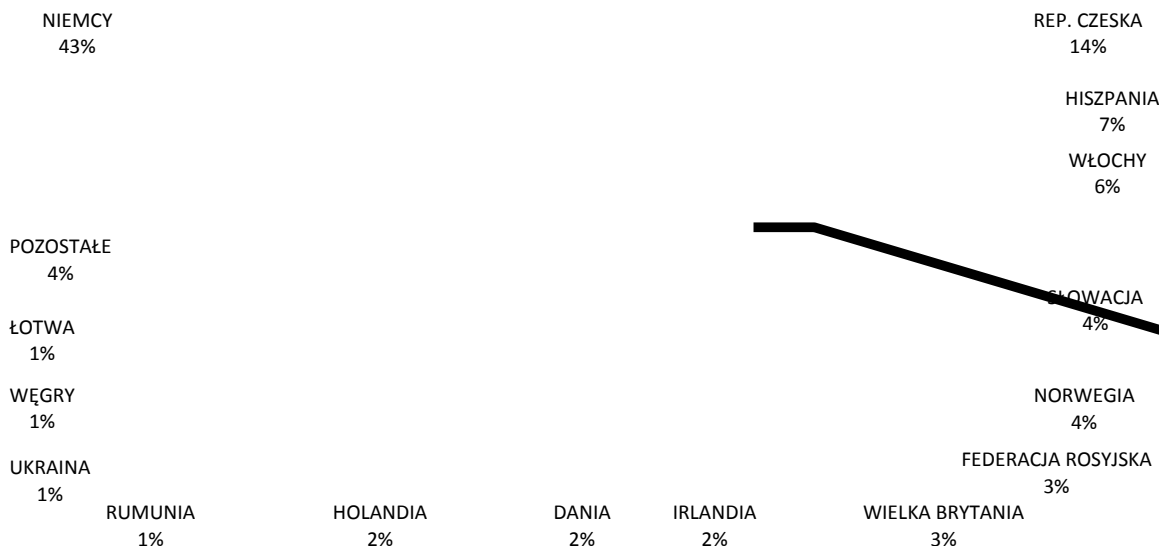 NIEMCY
43%
REP. CZESKA
14%
HISZPANIA
7%
WŁOCHY
6%
POZOSTAŁE
4%
SŁOWACJA
4%
ŁOTWA
1%
WĘGRY
1%
NORWEGIA
4%
UKRAINA
1%
FEDERACJA ROSYJSKA
3%
RUMUNIA
1%
HOLANDIA
2%
DANIA
2%
IRLANDIA
2%
WIELKA BRYTANIA
3%